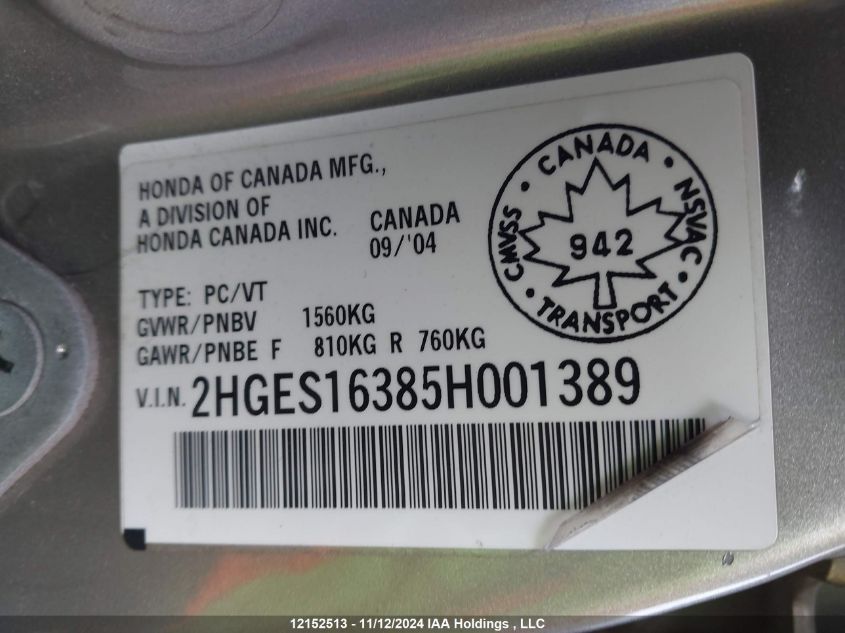 HONDA OF CANADA MFG.,
A DIVISION OF
HONDA CANADA INC.
CANADA
09/'04
• CANADA •
CMVSS
NSVAC
942
• TRANSPORT •
TYPE: PC/VT
GVWR/PNBV 1560KG
GAWR/PNBE F 810KG R 760KG
V.I.N. 2HGES16385H001389
12152513 - 11/12/2024 IAA Holdings , LLC